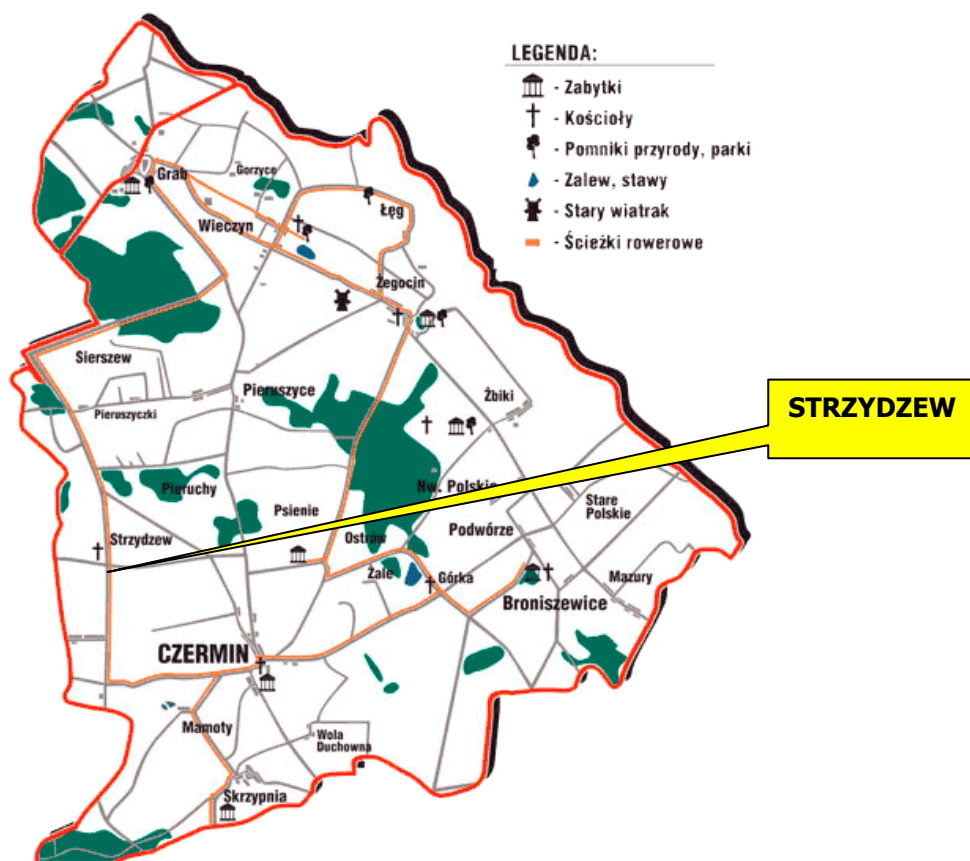 LEGENDA:
- Zabytki
- Kościoły
- Pomniki przyrody, parki
- Zalew, stawy
- Stary wiatrak
- Ścieżki rowerowe
Grab
Gorzyce
Łęg
Wieczyn
Żegocin
Sierszew
Pieruszyczki
Pieruszyce
Żbiki
STRZYDZEW
Pieruchy
Nw. Polskie
Stare
Polskie
Psienie
Podwórze
Strzydzew
Ostrów
Żale
Górka
Mazury
Broniszewice
CZERMIN
Mamoty
Wola
Duchowna
Skrzypnia